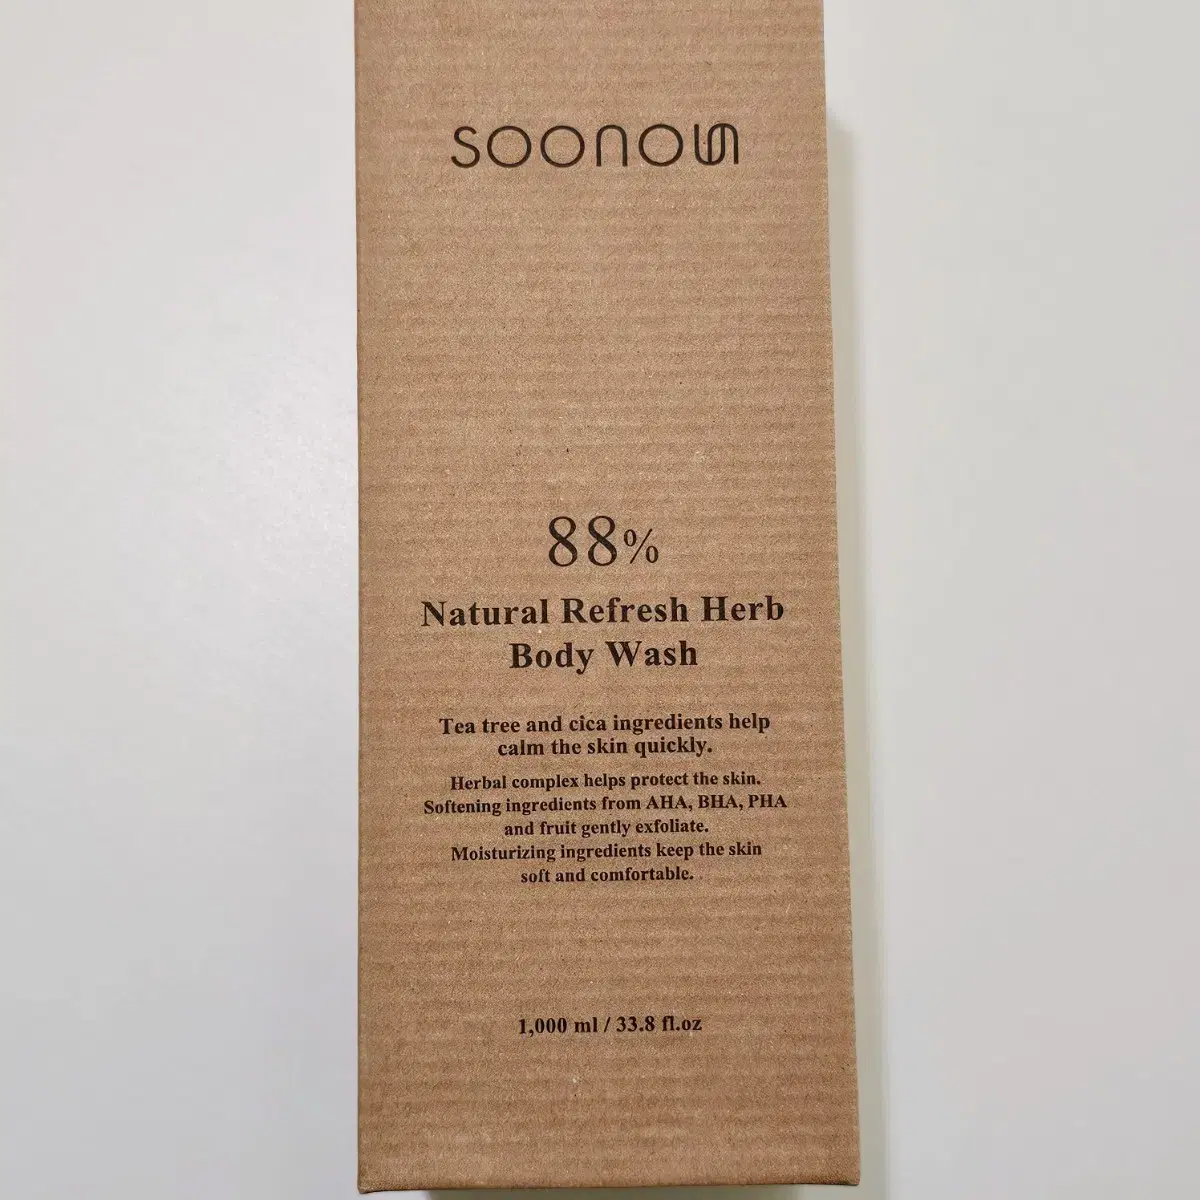 SOONOUN
88%
Natural Refresh Herb
Body Wash
Tea tree and cica ingredients help
calm the skin quickly.
Herbal complex helps protect the skin.
Softening ingredients from AHA, BHA, PHA
and fruit gently exfoliate.
Moisturizing ingredients keep the skin
soft and comfortable.
1,000 ml / 33.8 fl.oz